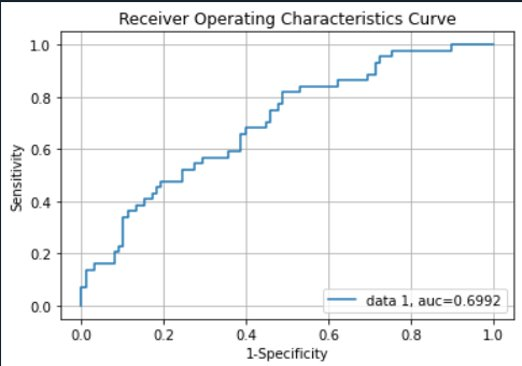 Receiver Operating Characteristics Curve
1.0
0.8
0.6
0.4
0.2
0.0
Sensitivity
data 1, auc=0.6992
0.0 0.2 0.4 0.6 0.8 1.0
1-Specificity